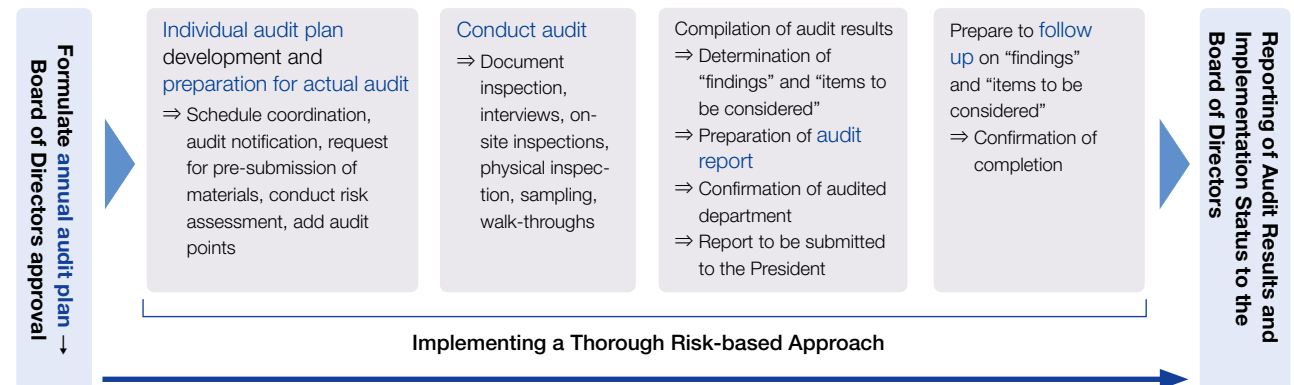 Formulate annual audit plan →
Board of Directors approval
Individual audit plan
development and
preparation for actual audit
⇒ Schedule coordination,
audit notification, request
for pre-submission of
materials, conduct risk
assessment, add audit
points
Conduct audit
⇒ Document
inspection,
interviews, on-
site inspections,
physical inspec-
tion, sampling,
walk-throughs
Compilation of audit results
⇒ Determination of
“findings” and “items to
be considered”
⇒ Preparation of audit
report
⇒ Confirmation of audited
department
⇒ Report to be submitted
to the President
Prepare to follow
up on “findings”
and “items to be
considered”
⇒ Confirmation of
completion
Reporting of Audit Results and
Implementation Status to the
Board of Directors
Implementing a Thorough Risk-based Approach